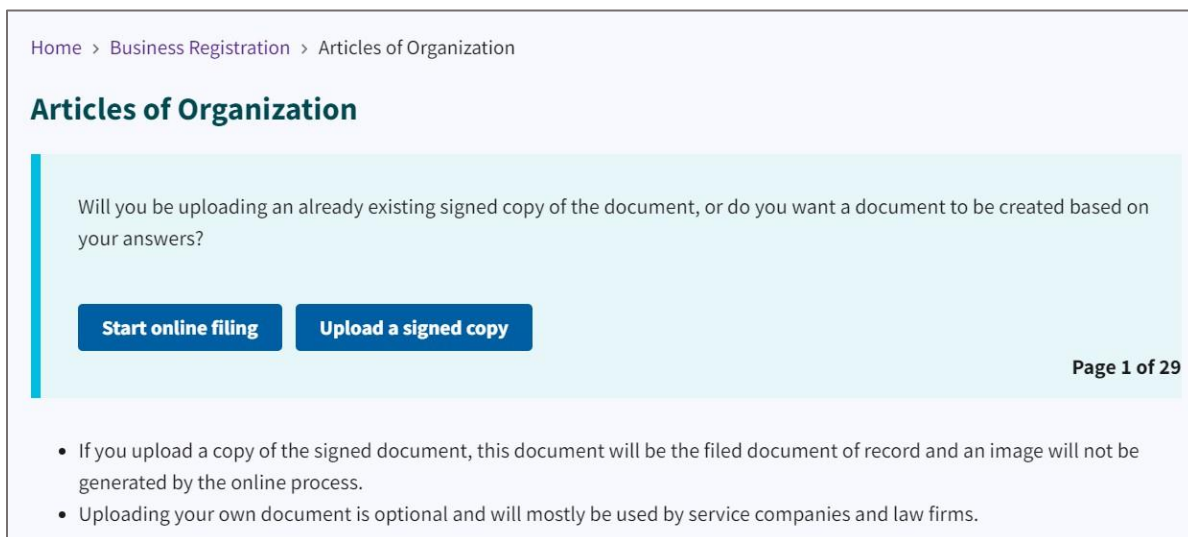 Home > Business Registration > Articles of Organization
Articles of Organization
Will you be uploading an already existing signed copy of the document, or do you want a document to be created based on
your answers?
Start online filing Upload a signed copy
Page 1 of 29
• If you upload a copy of the signed document, this document will be the filed document of record and an image will not be
generated by the online process.
• Uploading your own document is optional and will mostly be used by service companies and law firms.